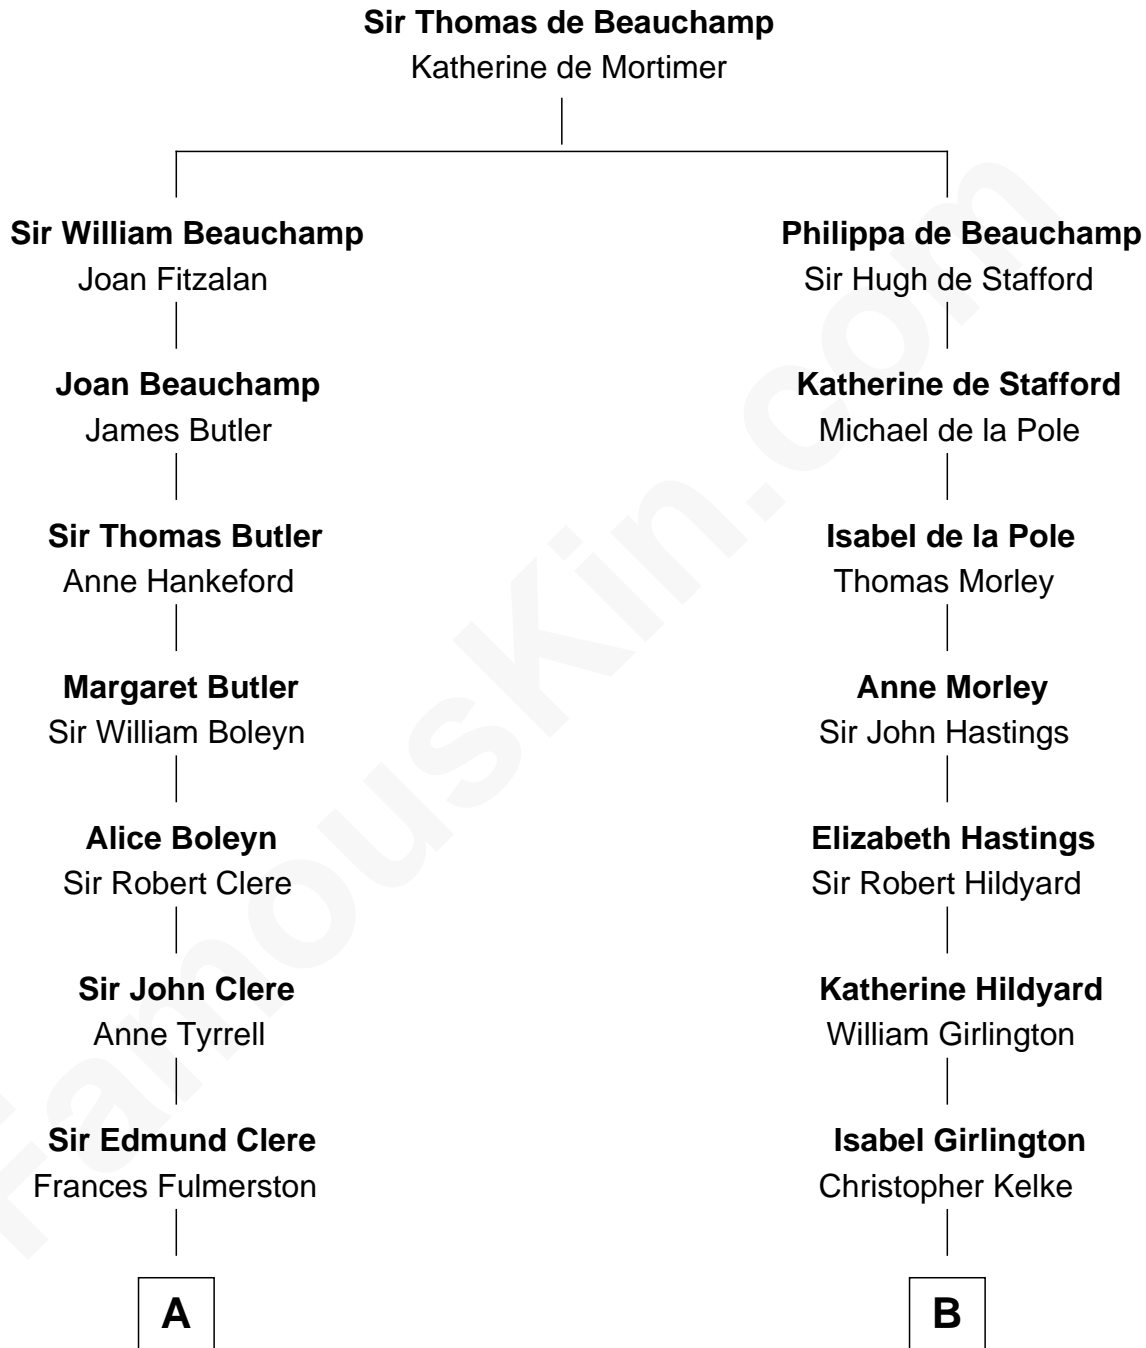 Sir Thomas de Beauchamp
Katherine de Mortimer
Sir William Beauchamp
Joan Fitzalan
Philippa de Beauchamp
Sir Hugh de Stafford
Joan Beauchamp
James Butler
Katherine de Stafford
Michael de la Pole
Sir Thomas Butler
Anne Hankeford
Isabel de la Pole
Thomas Morley
Margaret Butler
Sir William Boleyn
Anne Morley
Sir John Hastings
Alice Boleyn
Sir Robert Clere
Elizabeth Hastings
Sir Robert Hildyard
Sir John Clere
Anne Tyrrell
Katherine Hildyard
William Girlington
Sir Edmund Clere
Frances Fulmerston
Isabel Girlington
Christopher Kelke
A
B
FamousKin.com